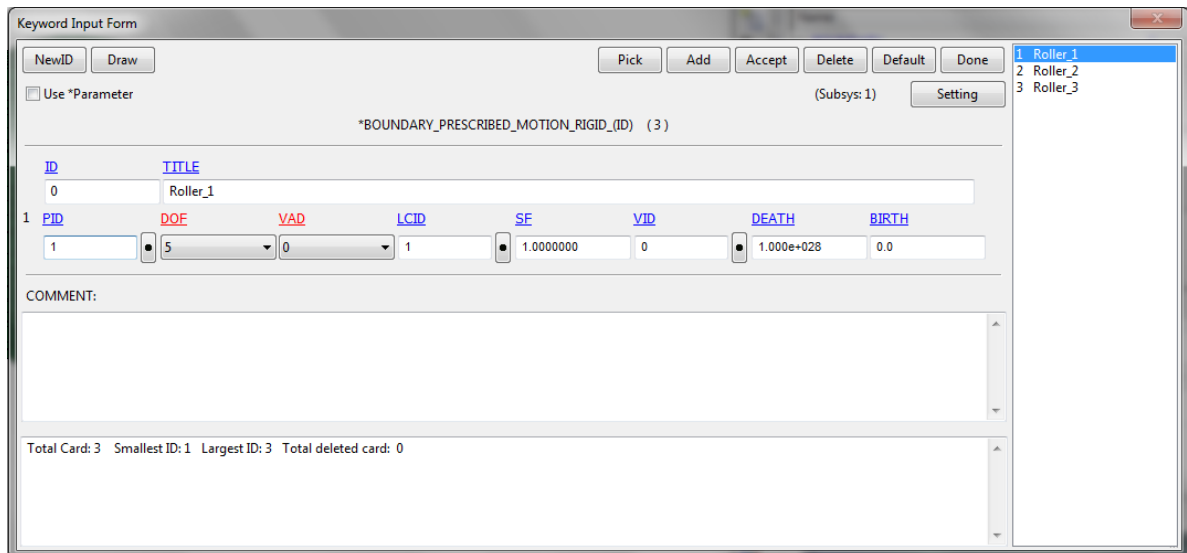 Keyword Input Form
NewID Draw Pick Add Accept Delete Default Done
Use *Parameter (Subsys: 1) Setting
*BOUNDARY_PRESCRIBED_MOTION_RIGID_(ID) (3)
ID TITLE
0 Roller_1
1 PID DOF VAD LCID SF VID DEATH BIRTH
1 5 0 1 1.0000000 0 1.000e+028 0.0
COMMENT:
Total Card: 3 Smallest ID: 1 Largest ID: 3 Total deleted card: 0
1 Roller_1
2 Roller_2
3 Roller_3